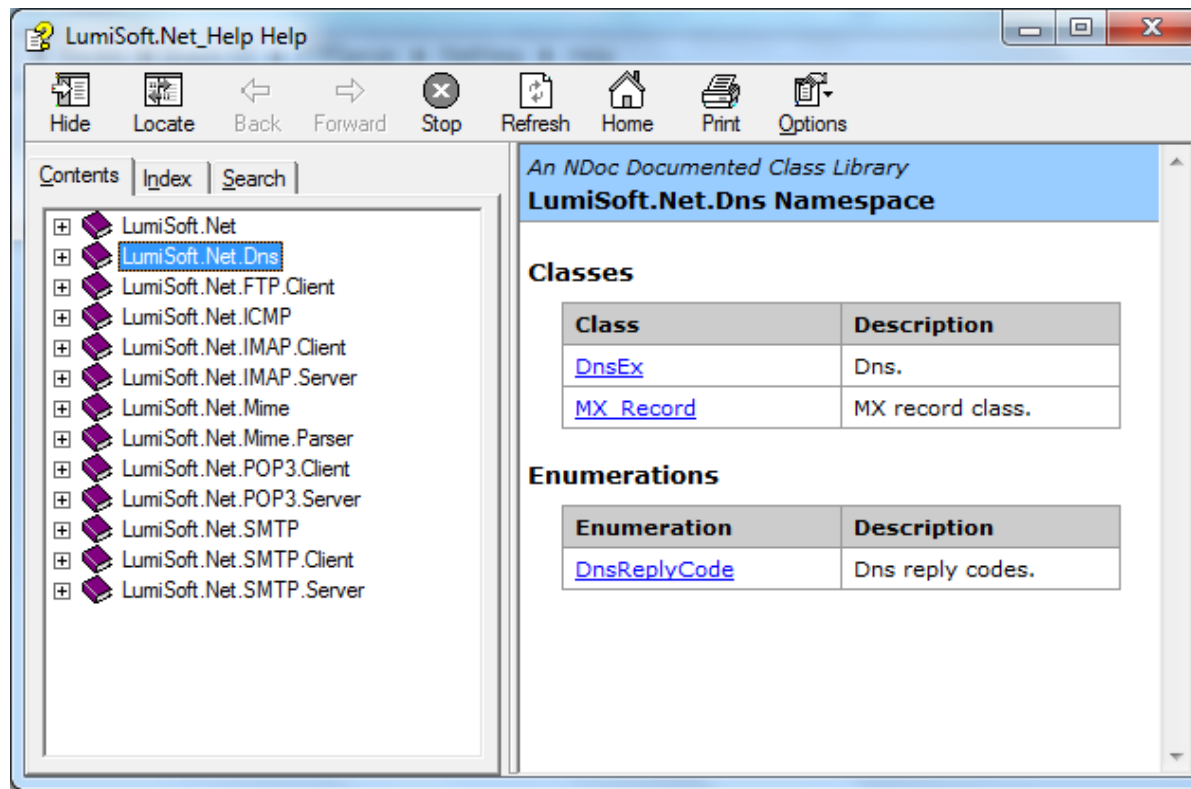 LumiSoft.Net_Help Help
Hide Locate Back Forward Stop Refresh Home Print Options
Contents Index Search
LumiSoft.Net
LumiSoft.Net.Dns
LumiSoft.Net.FTP.Client
LumiSoft.Net.ICMP
LumiSoft.Net.IMAP.Client
LumiSoft.Net.IMAP.Server
LumiSoft.Net.Mime
LumiSoft.Net.Mime.Parser
LumiSoft.Net.POP3.Client
LumiSoft.Net.POP3.Server
LumiSoft.Net.SMTP
LumiSoft.Net.SMTP.Client
LumiSoft.Net.SMTP.Server
An NDoc Documented Class Library
LumiSoft.Net.Dns Namespace
Classes
Class Description
DnsEx Dns.
MX_Record MX record class.
Enumerations
Enumeration Description
DnsReplyCode Dns reply codes.